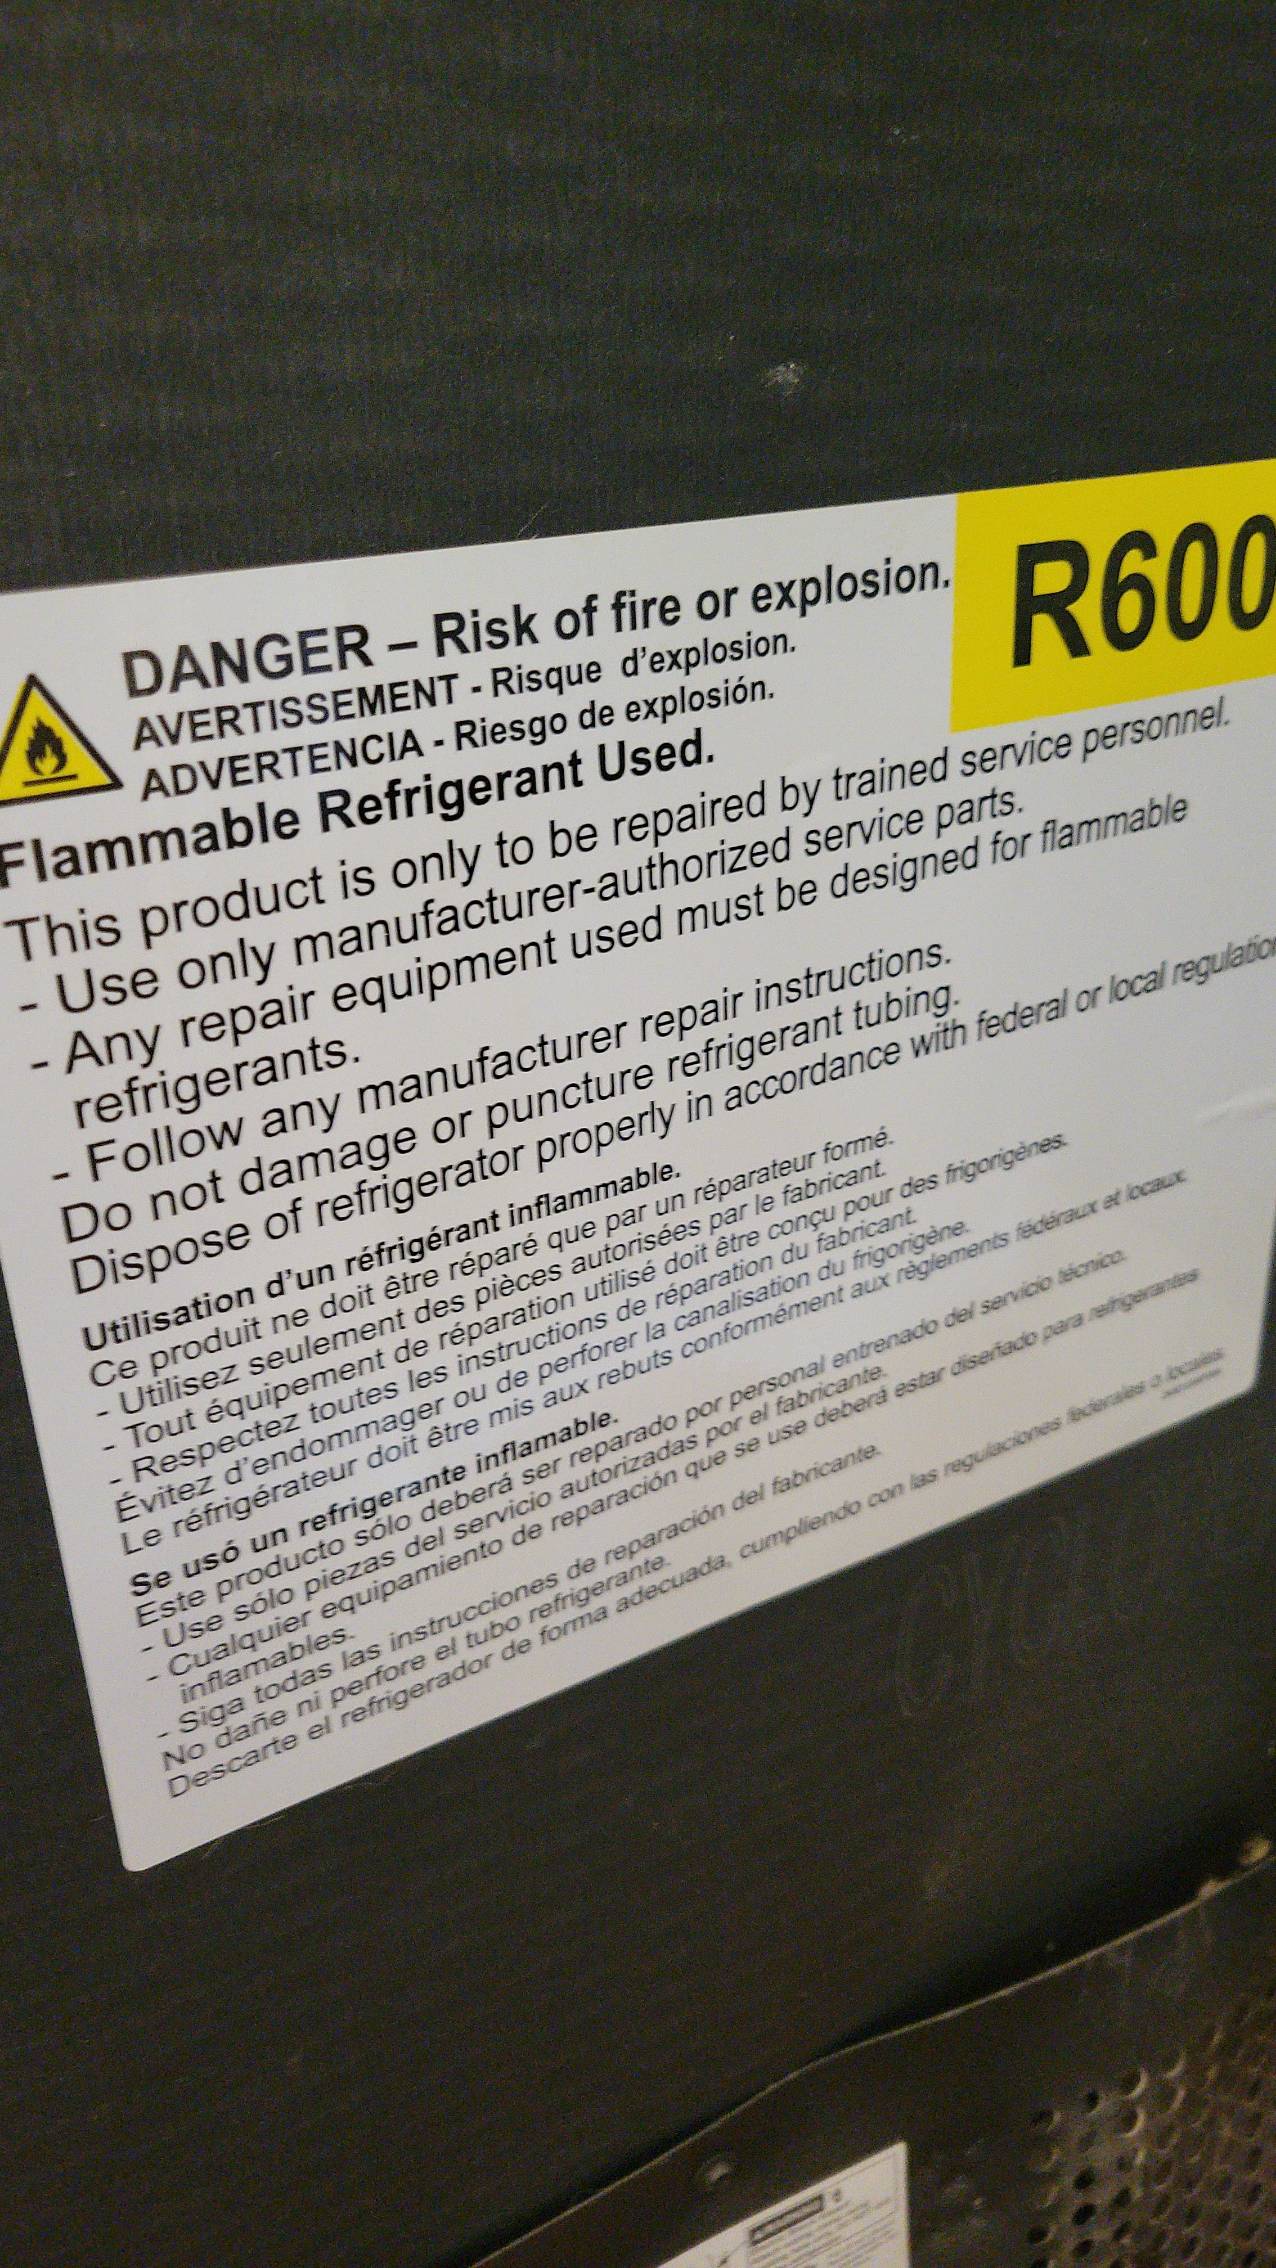 DANGER – Risk of fire or explosion.
R600
AVERTISSEMENT - Risque d'explosion.
ADVERTENCIA - Riesgo de explosión.
Flammable Refrigerant Used.
This product is only to be repaired by trained service personnel.
- Use only manufacturer-authorized service parts.
- Any repair equipment used must be designed for flammable
refrigerants.
- Follow any manufacturer repair instructions.
Do not damage or puncture refrigerant tubing.
Dispose of refrigerator properly in accordance with federal or local regulation
Utilisation d'un réfrigérant inflammable.
Ce produit ne doit être réparé que par un réparateur formé.
- Utilisez seulement des pièces autorisées par le fabricant.
- Tout équipement de réparation utilisé doit être conçu pour des frigorigènes.
- Respectez toutes les instructions de réparation du fabricant.
Évitez d'endommager ou de perforer la canalisation du frigorigène.
Le réfrigérateur doit être mis aux rebuts conformément aux règlements fédéraux et locaux.
Se usó un refrigerante inflamable.
Este producto sólo deberá ser reparado por personal entrenado del servicio técnico.
- Use sólo piezas del servicio autorizadas por el fabricante.
- Cualquier equipamiento de reparación que se use deberá estar diseñado para refrigerantes
inflamables.
- Siga todas las instrucciones de reparación del fabricante.
No dañe ni perfore el tubo refrigerante.
Descarte el refrigerador de forma adecuada, cumpliendo con las regulaciones federales o locales